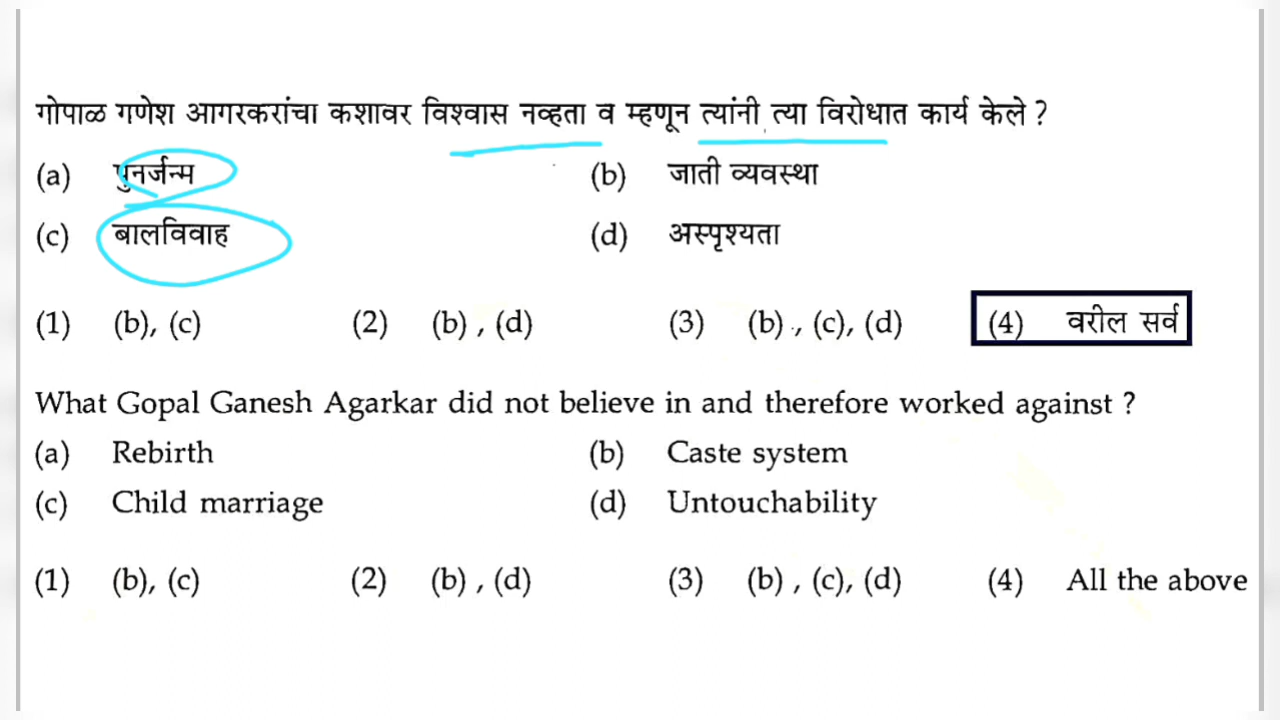 गोपाळ गणेश आगरकरांचा कशावर विश्वास नव्हता व म्हणून त्यांनी त्या विरोधात कार्य केले ?
(a) पुनर्जन्म (b) जाती व्यवस्था
(c) बालविवाह (d) अस्पृश्यता
(1) (b), (c) (2) (b) , (d) (3) (b) , (c), (d) (4) वरील सर्व
What Gopal Ganesh Agarkar did not believe in and therefore worked against ?
(a) Rebirth (b) Caste system
(c) Child marriage (d) Untouchability
(1) (b), (c) (2) (b) , (d) (3) (b) , (c), (d) (4) All the above